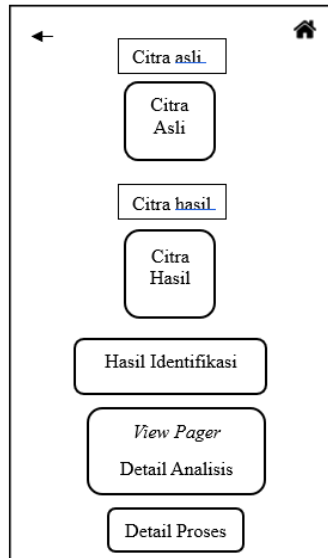 Citra asli
Citra
Asli
Citra hasil
Citra
Hasil
Hasil Identifikasi
View Pager
Detail Analisis
Detail Proses